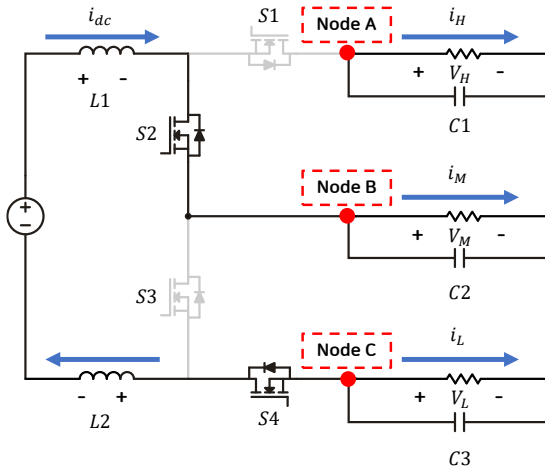 i_dc
S1
Node A
i_H
+ -
L1
+ V_H -
C1
S2
Node B
i_M
+ V_M -
C2
S3
Node C
i_L
- +
L2
S4
+ V_L -
C3